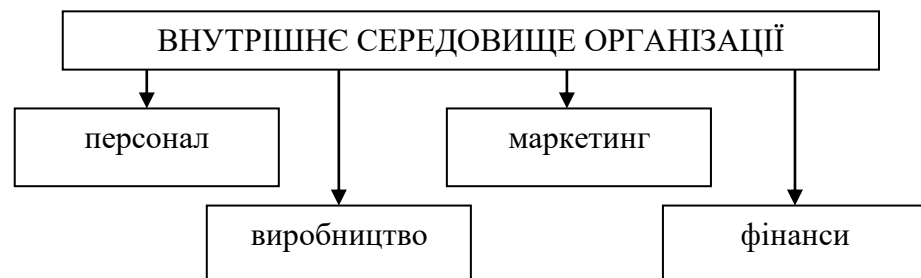 ВНУТРІШНЄ СЕРЕДОВИЩЕ ОРГАНІЗАЦІЇ
персонал
маркетинг
виробництво
фінанси